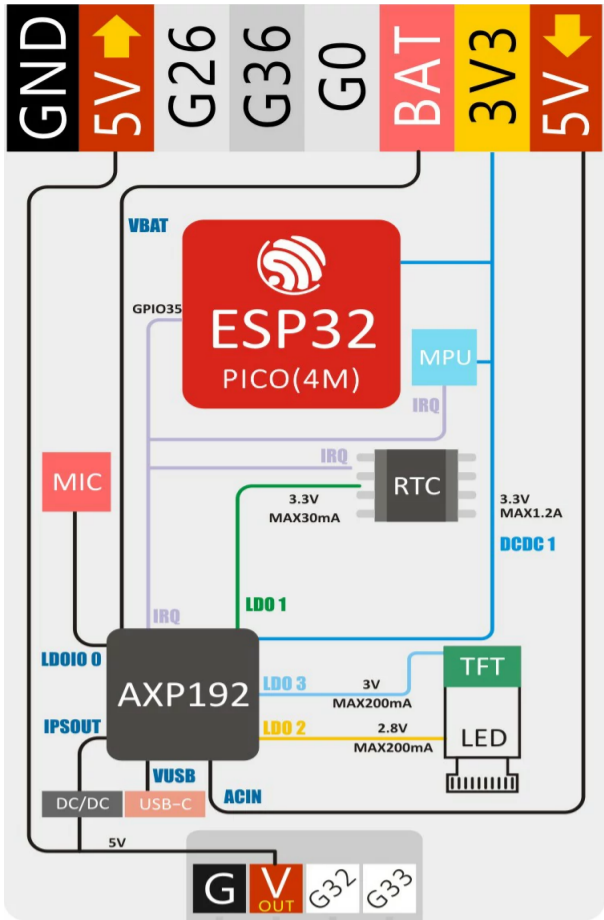 GND
5V
G26
G36
G0
BAT
3V3
5V
VBAT
GPIO35
ESP32
PICO(4M)
MPU
IRQ
IRQ
MIC
RTC
3.3V
MAX30mA
3.3V
MAX1.2A
DCDC 1
LDO 1
IRQ
LDOIO 0
AXP192
LDO 3
3V
MAX200mA
TFT
IPSOUT
LDO 2
2.8V
MAX200mA
LED
VUSB
DC/DC
USB-C
ACIN
5V
G
V
OUT
G32
G33